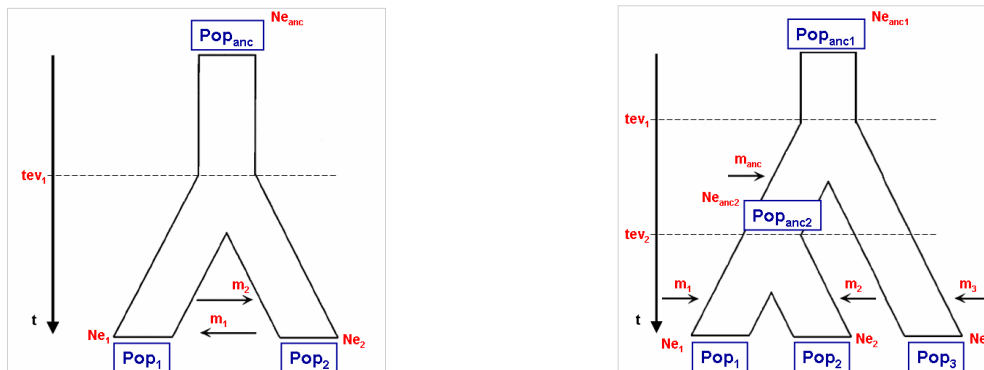 Ne_anc
Pop_anc
tev_1
m_2
m_1
t
Ne_1
Ne_2
Pop_1
Pop_2
Ne_anc1
Pop_anc1
tev_1
m_anc
Ne_anc2
Pop_anc2
tev_2
m_1
m_2
m_3
t
Ne_1
Ne_2
Ne
Pop_1
Pop_2
Pop_3